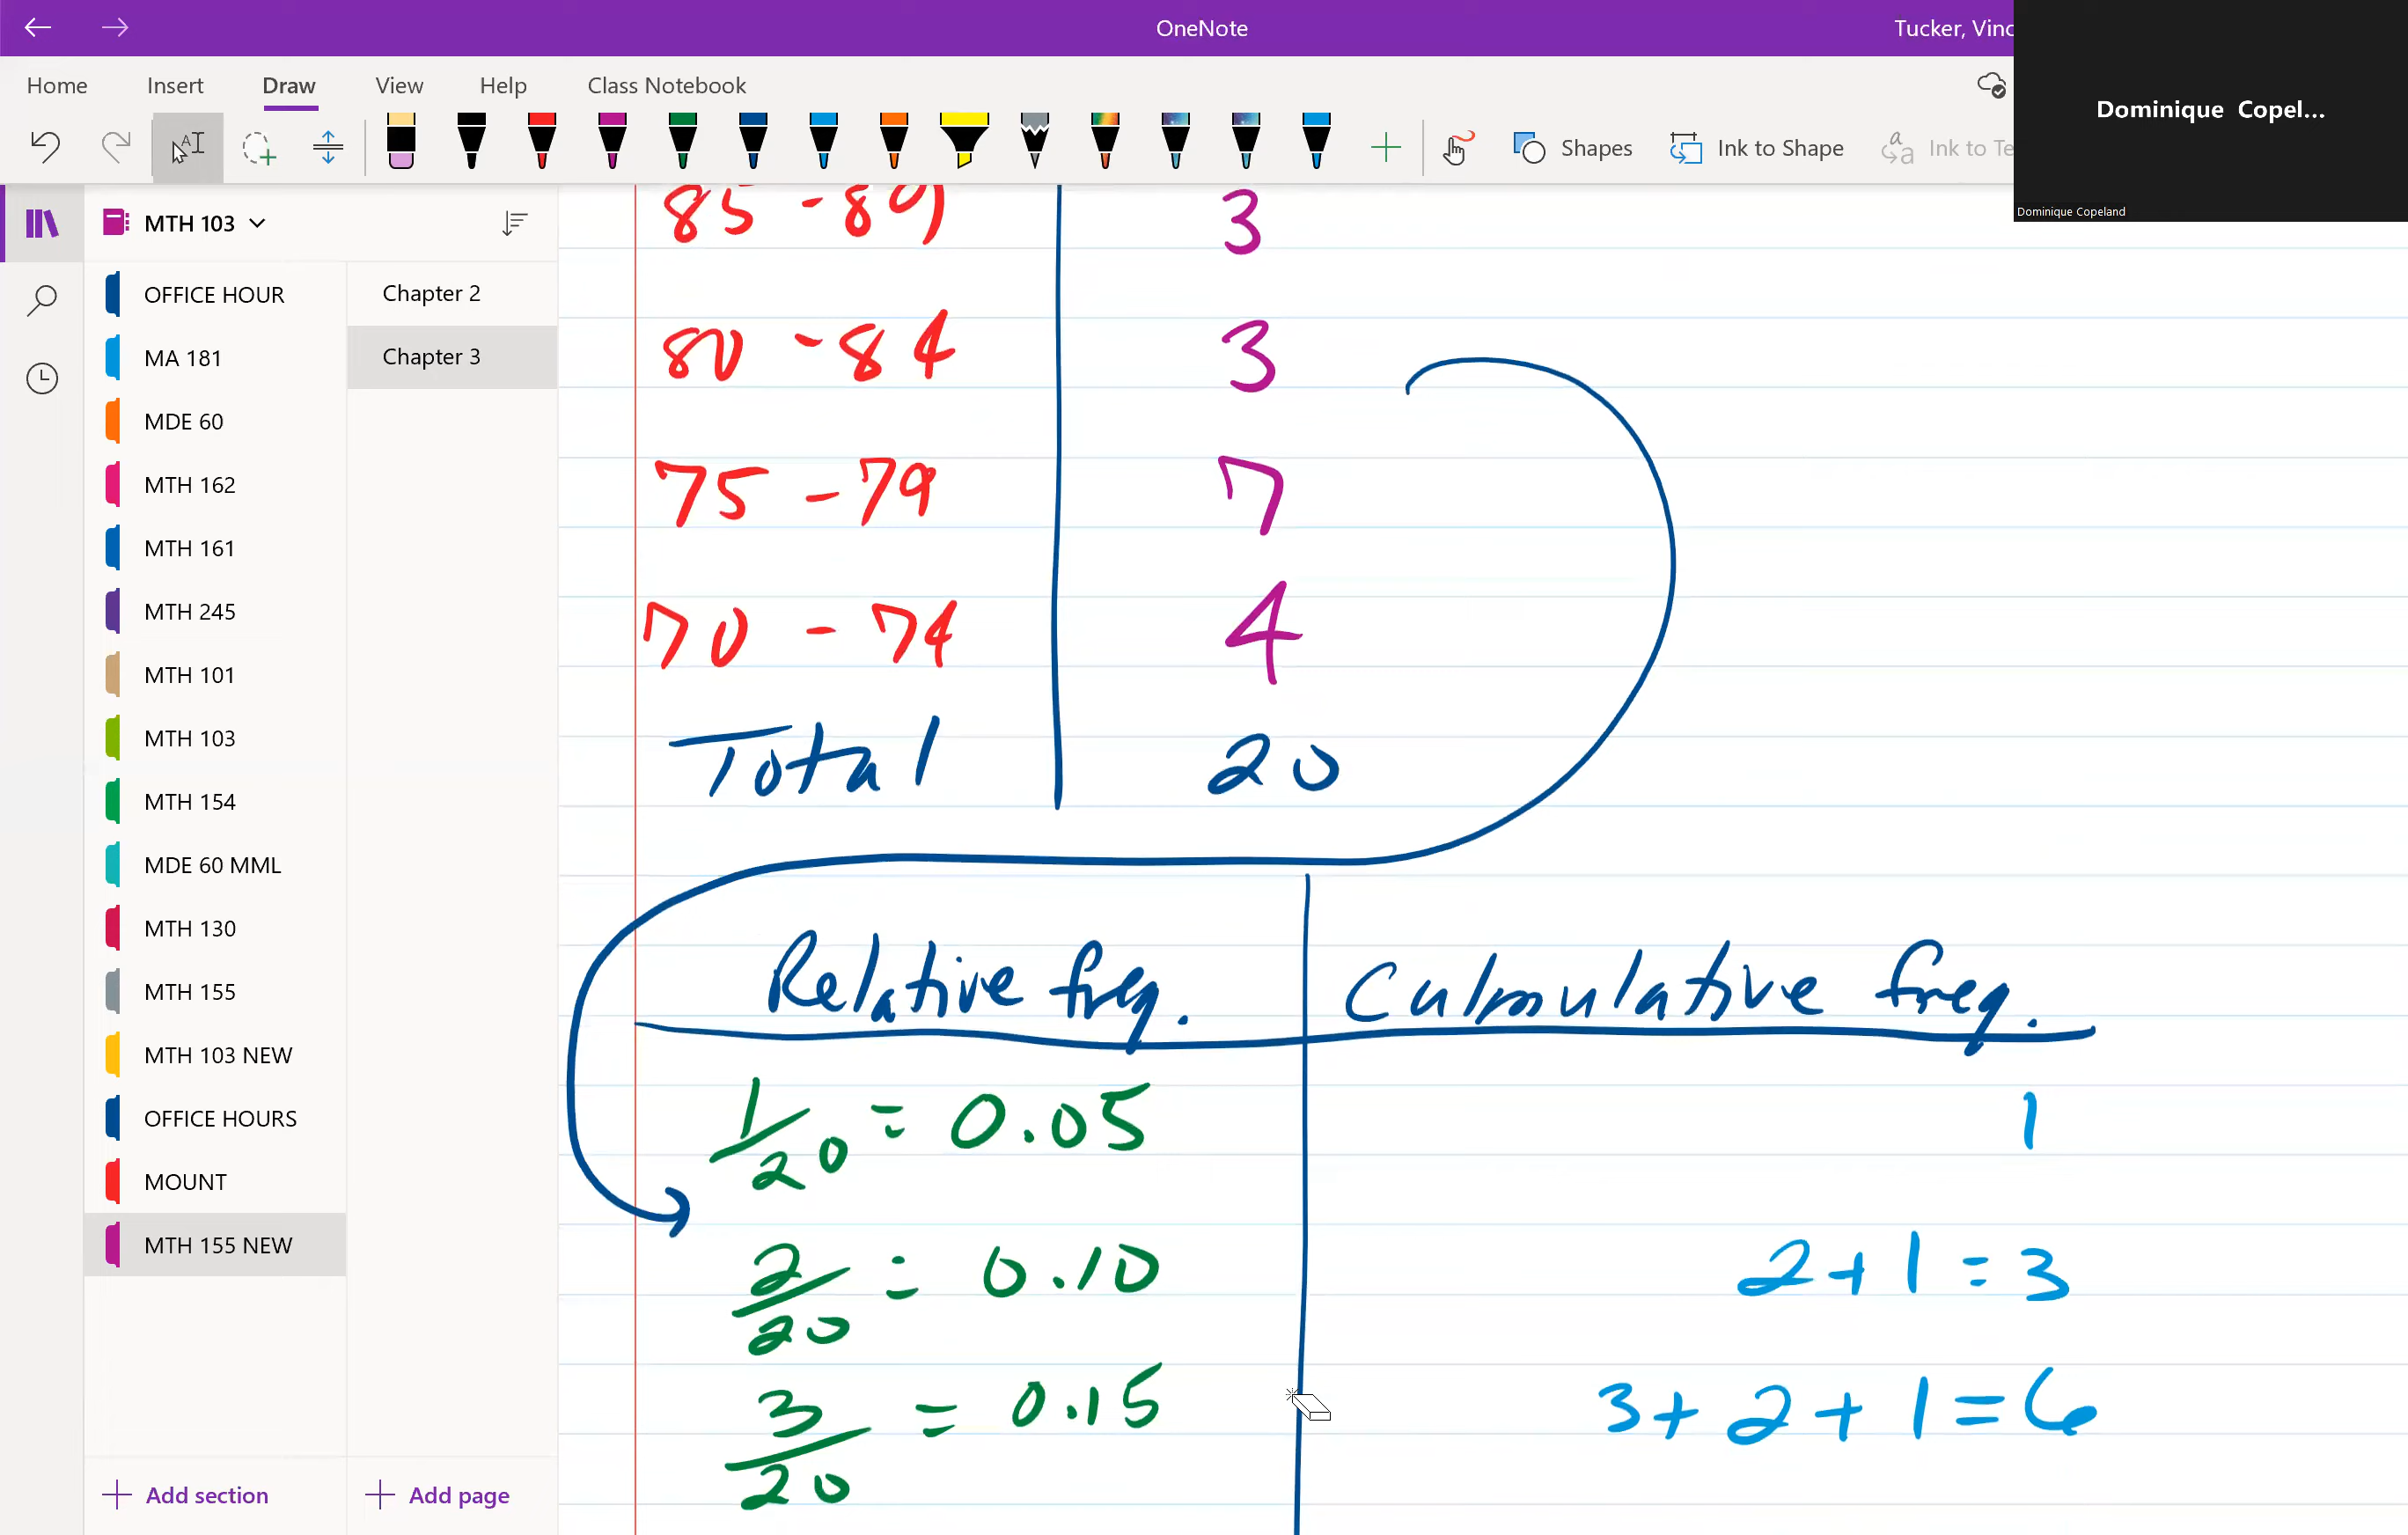 OneNote
Tucker, Vinc
Dominique Copel...
Dominique Copeland
Home Insert Draw View Help Class Notebook
Shapes Ink to Shape Ink to Te
MTH 103
OFFICE HOUR
MA 181
MDE 60
MTH 162
MTH 161
MTH 245
MTH 101
MTH 103
MTH 154
MDE 60 MML
MTH 130
MTH 155
MTH 103 NEW
OFFICE HOURS
MOUNT
MTH 155 NEW
Add section
Chapter 2
Chapter 3
Add page
85 - 89 3
80 - 84 3
75 - 79 7
70 - 74 4
Total 20
Relative freq. Culmulative freq.
1/20 = 0.05 1
2/20 = 0.10 2+1=3
3/20 = 0.15 3+2+1=6